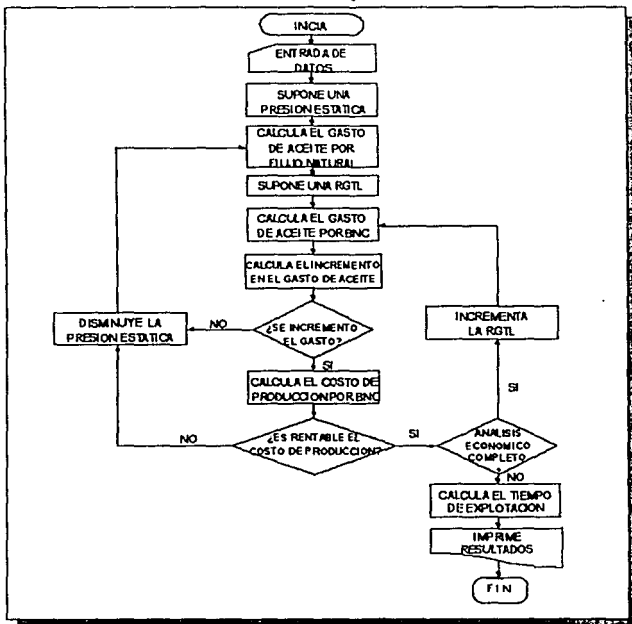 INICIA
ENTRADA DE
DATOS
SUPONE UNA
PRESION ESTATICA
CALCULA EL GASTO
DE ACEITE POR
FLUJO NATURAL
SUPONE UNA RGTL
CALCULA EL GASTO
DE ACEITE POR BNC
CALCULA EL INCREMENTO
EN EL GASTO DE ACEITE
DISMINUYE LA
PRESION ESTATICA
NO
¿SE INCREMENTO
EL GASTO?
INCREMENTA
LA RGTL
SI
CALCULA EL COSTO DE
PRODUCCION POR BNC
SI
NO
¿ES RENTABLE EL
COSTO DE PRODUCCION?
SI
ANALISIS
ECONOMICO
COMPLETO
NO
CALCULA EL TIEMPO
DE EXPLOTACION
IMPRIME
RESULTADOS
FIN